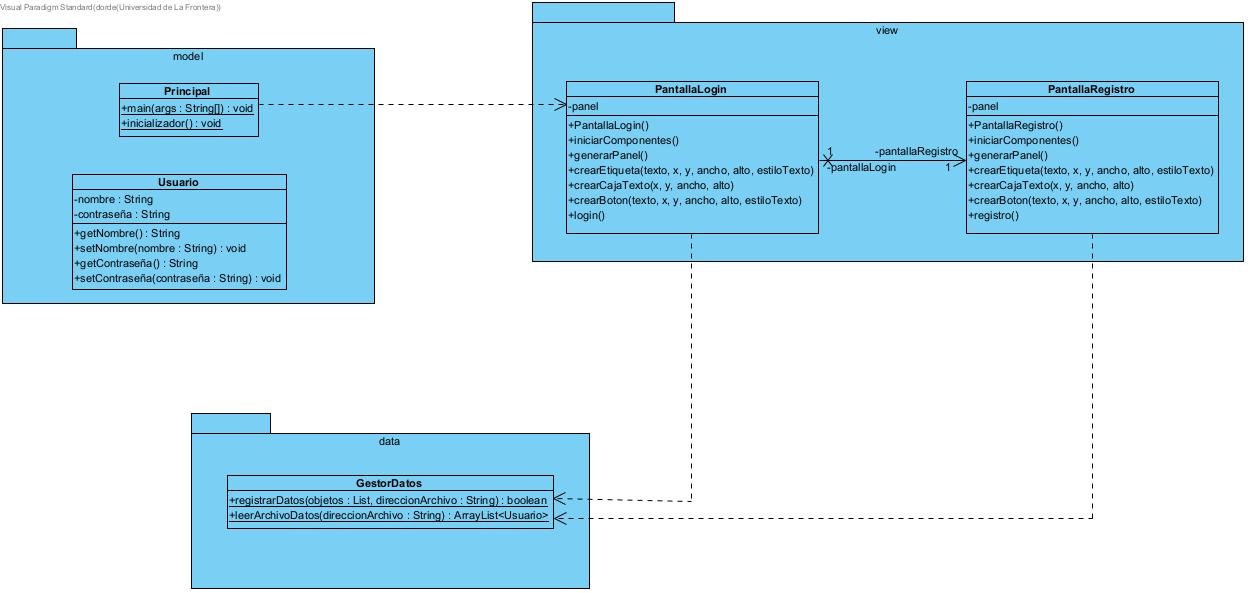 Visual Paradigm Standard(dorde(Universidad de La Frontera))
model
Principal
+main(args : String[]) : void
+inicializador() : void
Usuario
-nombre : String
-contraseña : String
+getNombre() : String
+setNombre(nombre : String) : void
+getContraseña() : String
+setContraseña(contraseña : String) : void
view
PantallaLogin
-panel
+PantallaLogin()
+iniciarComponentes()
+generarPanel()
+crearEtiqueta(texto, x, y, ancho, alto, estiloTexto)
+crearCajaTexto(x, y, ancho, alto)
+crearBoton(texto, x, y, ancho, alto, estiloTexto)
+login()
1
-pantallaRegistro
-pantallaLogin
1
PantallaRegistro
-panel
+PantallaRegistro()
+iniciarComponentes()
+generarPanel()
+crearEtiqueta(texto, x, y, ancho, alto, estiloTexto)
+crearCajaTexto(x, y, ancho, alto)
+crearBoton(texto, x, y, ancho, alto, estiloTexto)
+registro()
data
GestorDatos
+registrarDatos(objetos : List, direccionArchivo : String) : boolean
+leerArchivoDatos(direccionArchivo : String) : ArrayList<Usuario>